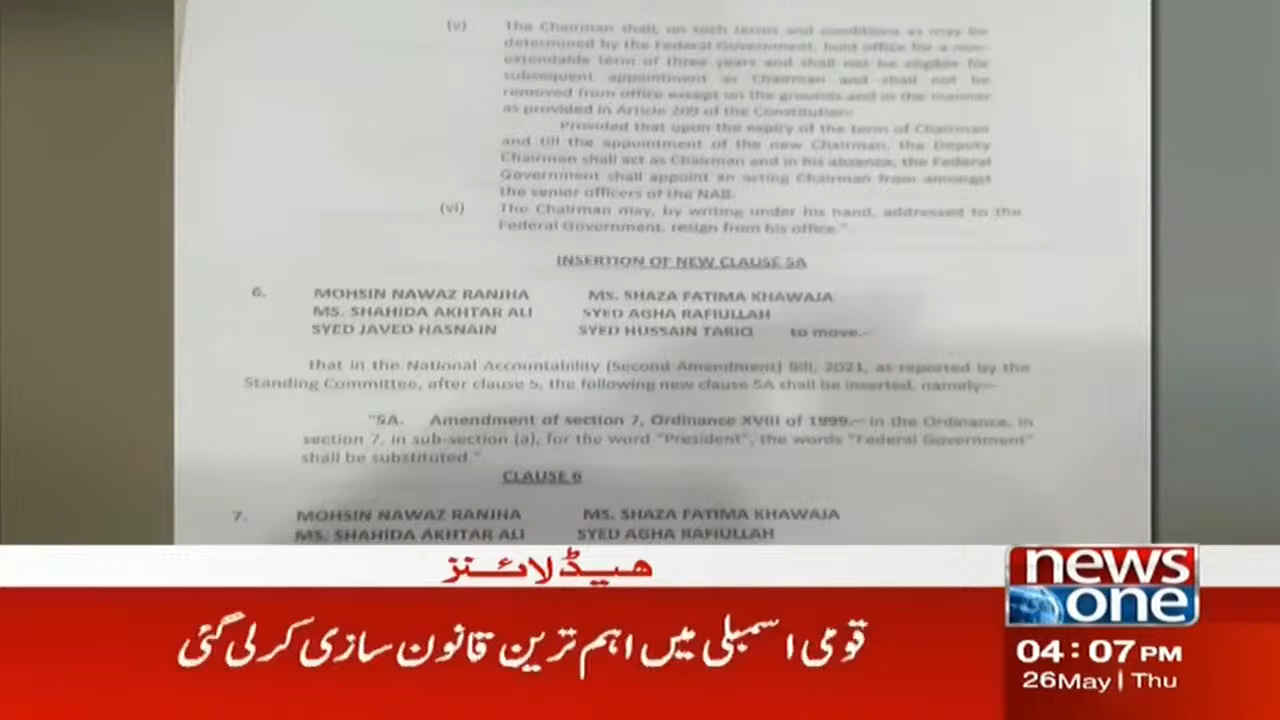 (v) The Chairman shall, on such terms and conditions as may be
determined by the Federal Government, hold office for a non-
extendable term of three years and shall not be eligible for
subsequent appointment as Chairman and shall not be
removed from office except on the grounds and in the manner
as provided in Article 209 of the Constitution:
Provided that upon the expiry of the term of Chairman
and till the appointment of the new Chairman, the Deputy
Chairman shall act as Chairman and in his absence, the Federal
Government shall appoint an acting Chairman from amongst
the senior officers of the NAB.
(vi) The Chairman may, by writing under his hand, addressed to the
Federal Government, resign from his office.".
INSERTION OF NEW CLAUSE 5A
6. MOHSIN NAWAZ RANJHA MS. SHAZA FATIMA KHAWAJA
MS. SHAHIDA AKHTAR ALI SYED AGHA RAFIULLAH
SYED JAVED HASNAIN SYED HUSSAIN TARIQ to move.-
that in the National Accountability (Second Amendment) Bill, 2021, as reported by the
Standing Committee, after clause 5, the following new clause 5A shall be inserted, namely:-
"5A. Amendment of section 7, Ordinance XVIII of 1999.– in the Ordinance, in
section 7, in sub-section (a), for the word "President", the words "Federal Government"
shall be substituted.".
CLAUSE 6
7. MOHSIN NAWAZ RANJHA MS. SHAZA FATIMA KHAWAJA
MS. SHAHIDA AKHTAR ALI SYED AGHA RAFIULLAH
ھیڈلائنز
قومی اسمبلی میں اہم ترین قانون سازی کرلی گئی
news
one
04:07 PM
26May | Thu